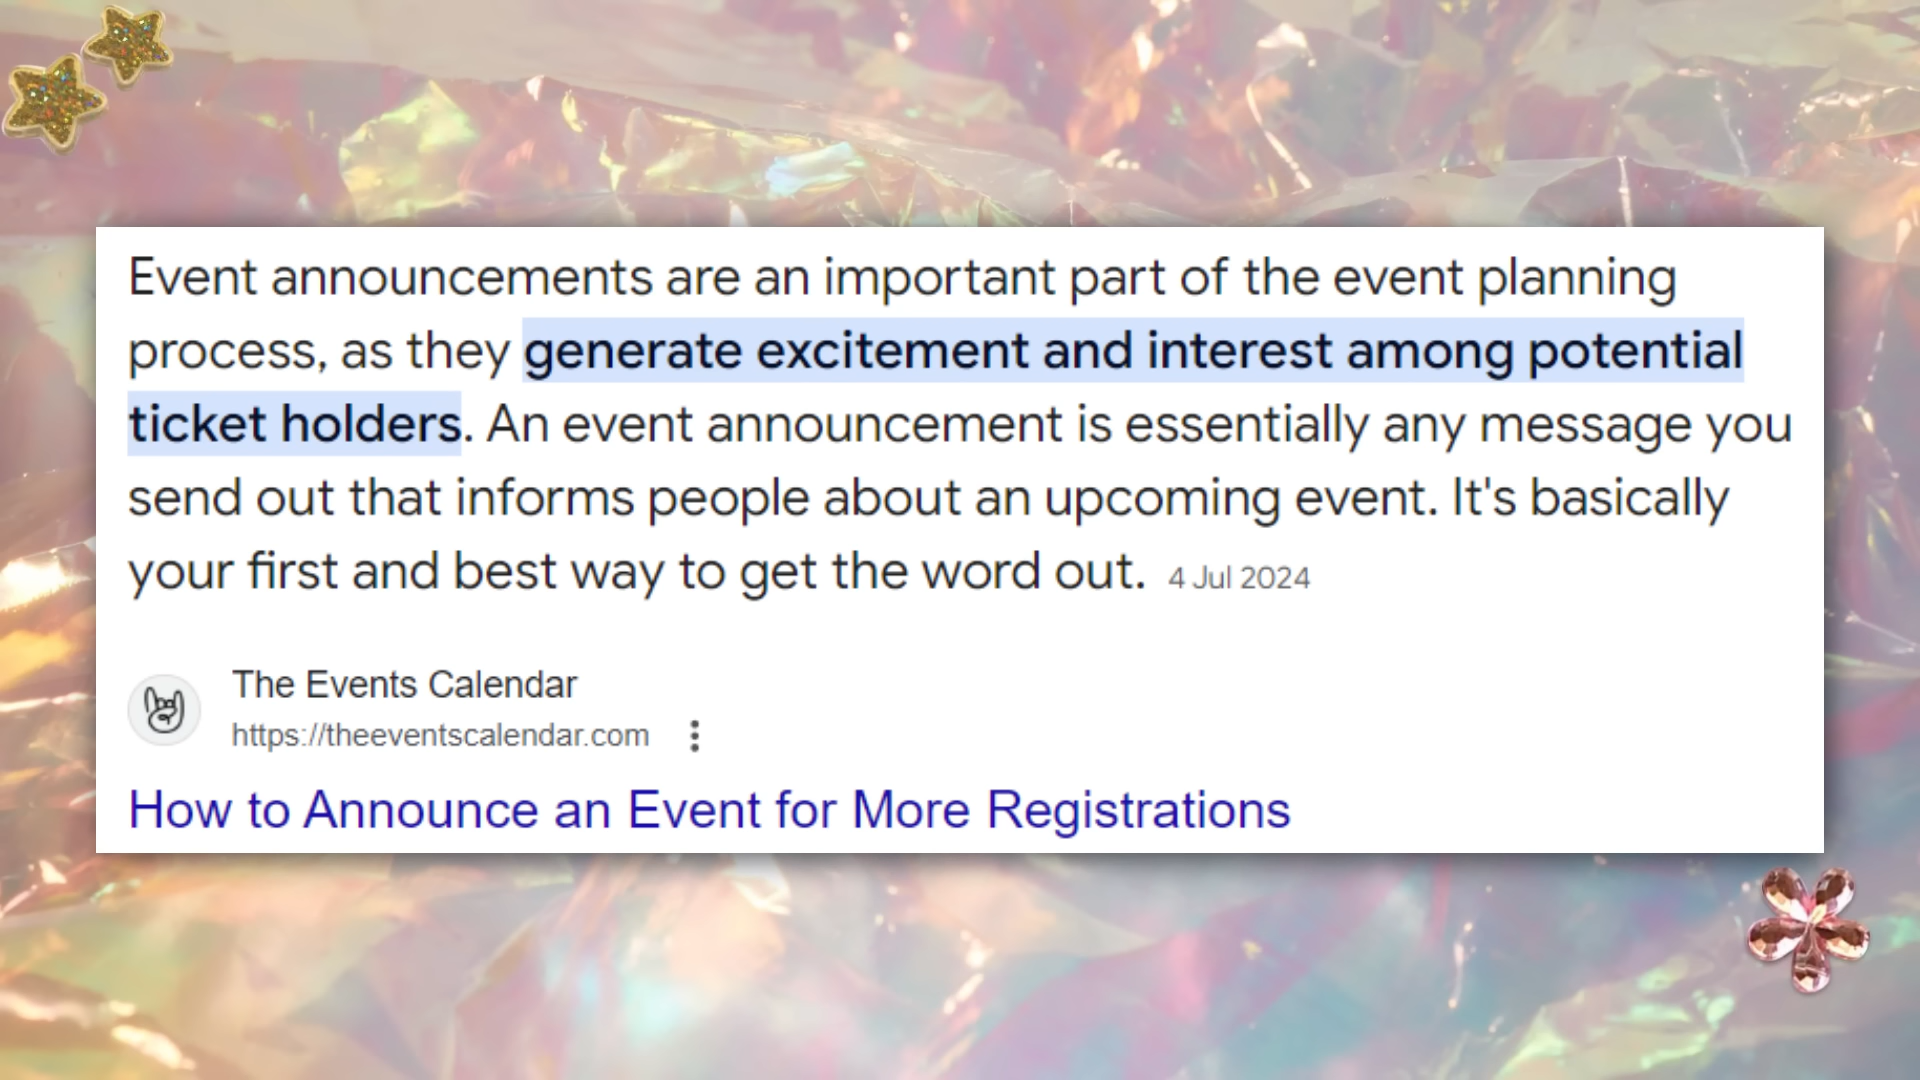 Event announcements are an important part of the event planning
process, as they generate excitement and interest among potential
ticket holders. An event announcement is essentially any message you
send out that informs people about an upcoming event. It's basically
your first and best way to get the word out. 4 Jul 2024
The Events Calendar
https://theeventscalendar.com
How to Announce an Event for More Registrations